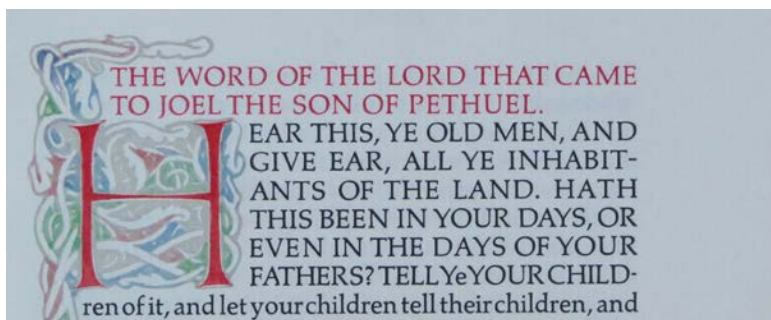 THE WORD OF THE LORD THAT CAME
TO JOEL THE SON OF PETHUEL.
HEAR THIS, YE OLD MEN, AND
GIVE EAR, ALL YE INHABIT-
ANTS OF THE LAND. HATH
THIS BEEN IN YOUR DAYS, OR
EVEN IN THE DAYS OF YOUR
FATHERS? TELL Ye YOUR CHILD-
ren of it, and let your children tell their children, and